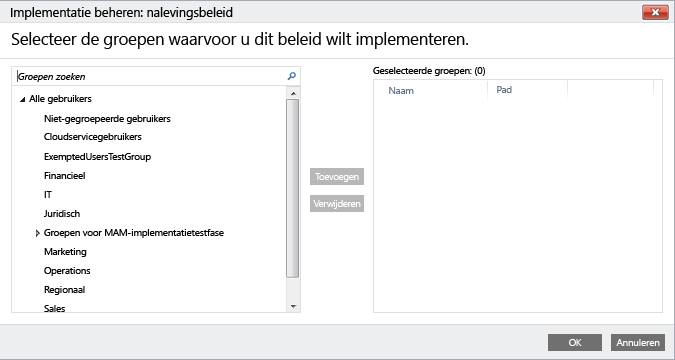 Implementatie beheren: nalevingsbeleid
Selecteer de groepen waarvoor u dit beleid wilt implementeren.
Groepen zoeken
Alle gebruikers
Niet-gegroepeerde gebruikers
Cloudservicegebruikers
ExemptedUsersTestGroup
Financieel
IT
Juridisch
Groepen voor MAM-implementatietestfase
Marketing
Operations
Regionaal
Sales
Toevoegen
Verwijderen
Geselecteerde groepen: (0)
Naam Pad
OK Annuleren